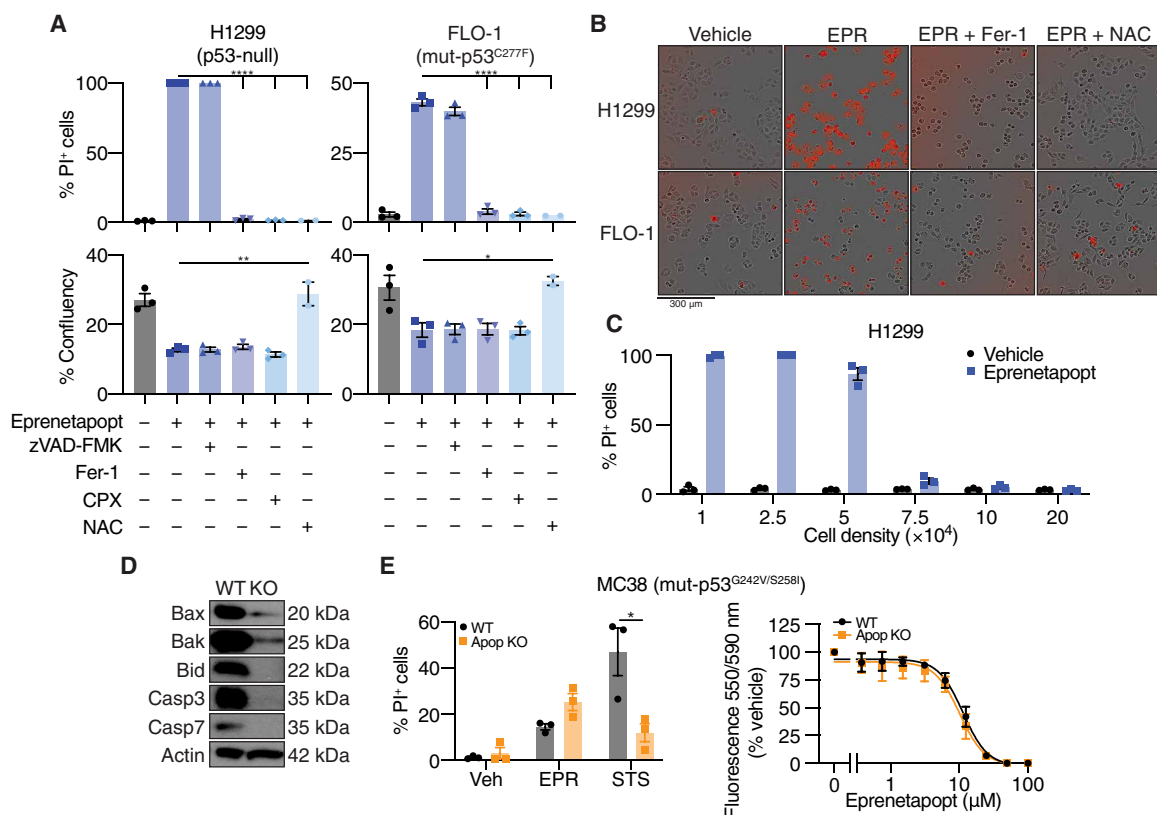 A
H1299
(p53-null)
FLO-1
(mut-p53C277F)
% PI+ cells
100
50
0
****
50
25
0
****
% Confluency
40
20
0
**
40
20
0
*
Eprenetapopt – + + + + + – + + + + +
zVAD-FMK – – + – – – – – + – – –
Fer-1 – – – + – – – – – + – –
CPX – – – – + – – – – – + –
NAC – – – – – + – – – – – +
B
Vehicle EPR EPR + Fer-1 EPR + NAC
H1299
FLO-1
300 µm
C
H1299
% PI+ cells
100
50
0
Vehicle
Eprenetapopt
1 2.5 5 7.5 10 20
Cell density (×10⁴)
D
WT KO
Bax 20 kDa
Bak 25 kDa
Bid 22 kDa
Casp3 35 kDa
Casp7 35 kDa
Actin 42 kDa
E
MC38 (mut-p53G242V/S258I)
% PI+ cells
60
40
20
0
WT
Apop KO
*
Veh EPR STS
Fluorescence 550/590 nm
(% vehicle)
125
100
75
50
25
0
WT
Apop KO
0 1 10 100
Eprenetapopt (µM)